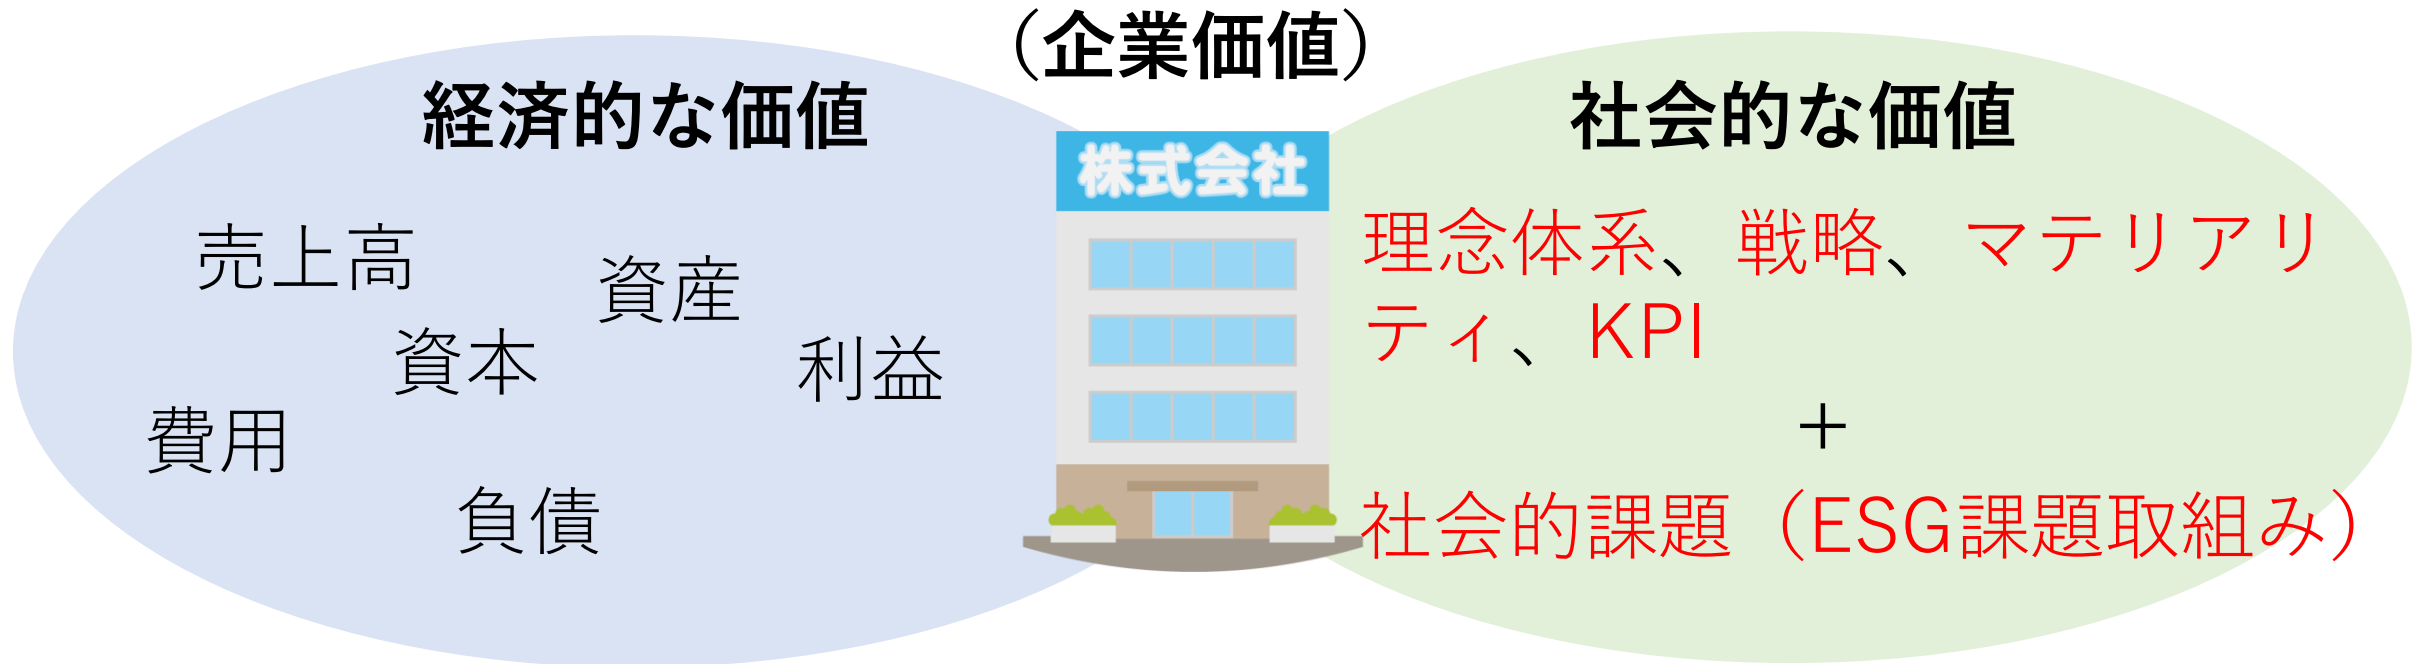 （企業価値）
経済的な価値
売上高
資産
資本
利益
費用
負債
株式会社
社会的な価値
理念体系、戦略、マテリアリ
ティ、KPI
＋
社会的課題（ESG課題取組み）